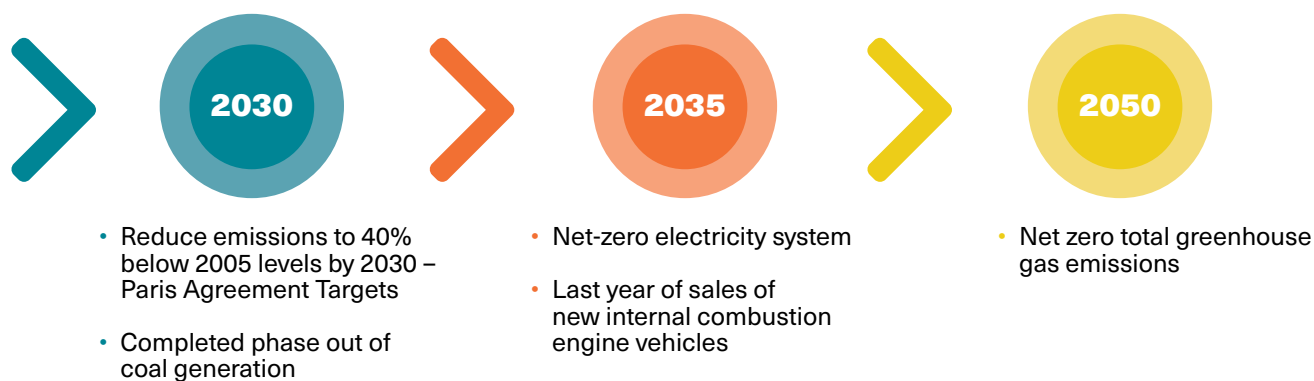 2030
• Reduce emissions to 40%
below 2005 levels by 2030 –
Paris Agreement Targets
• Completed phase out of
coal generation
2035
• Net-zero electricity system
• Last year of sales of
new internal combustion
engine vehicles
2050
• Net zero total greenhouse
gas emissions